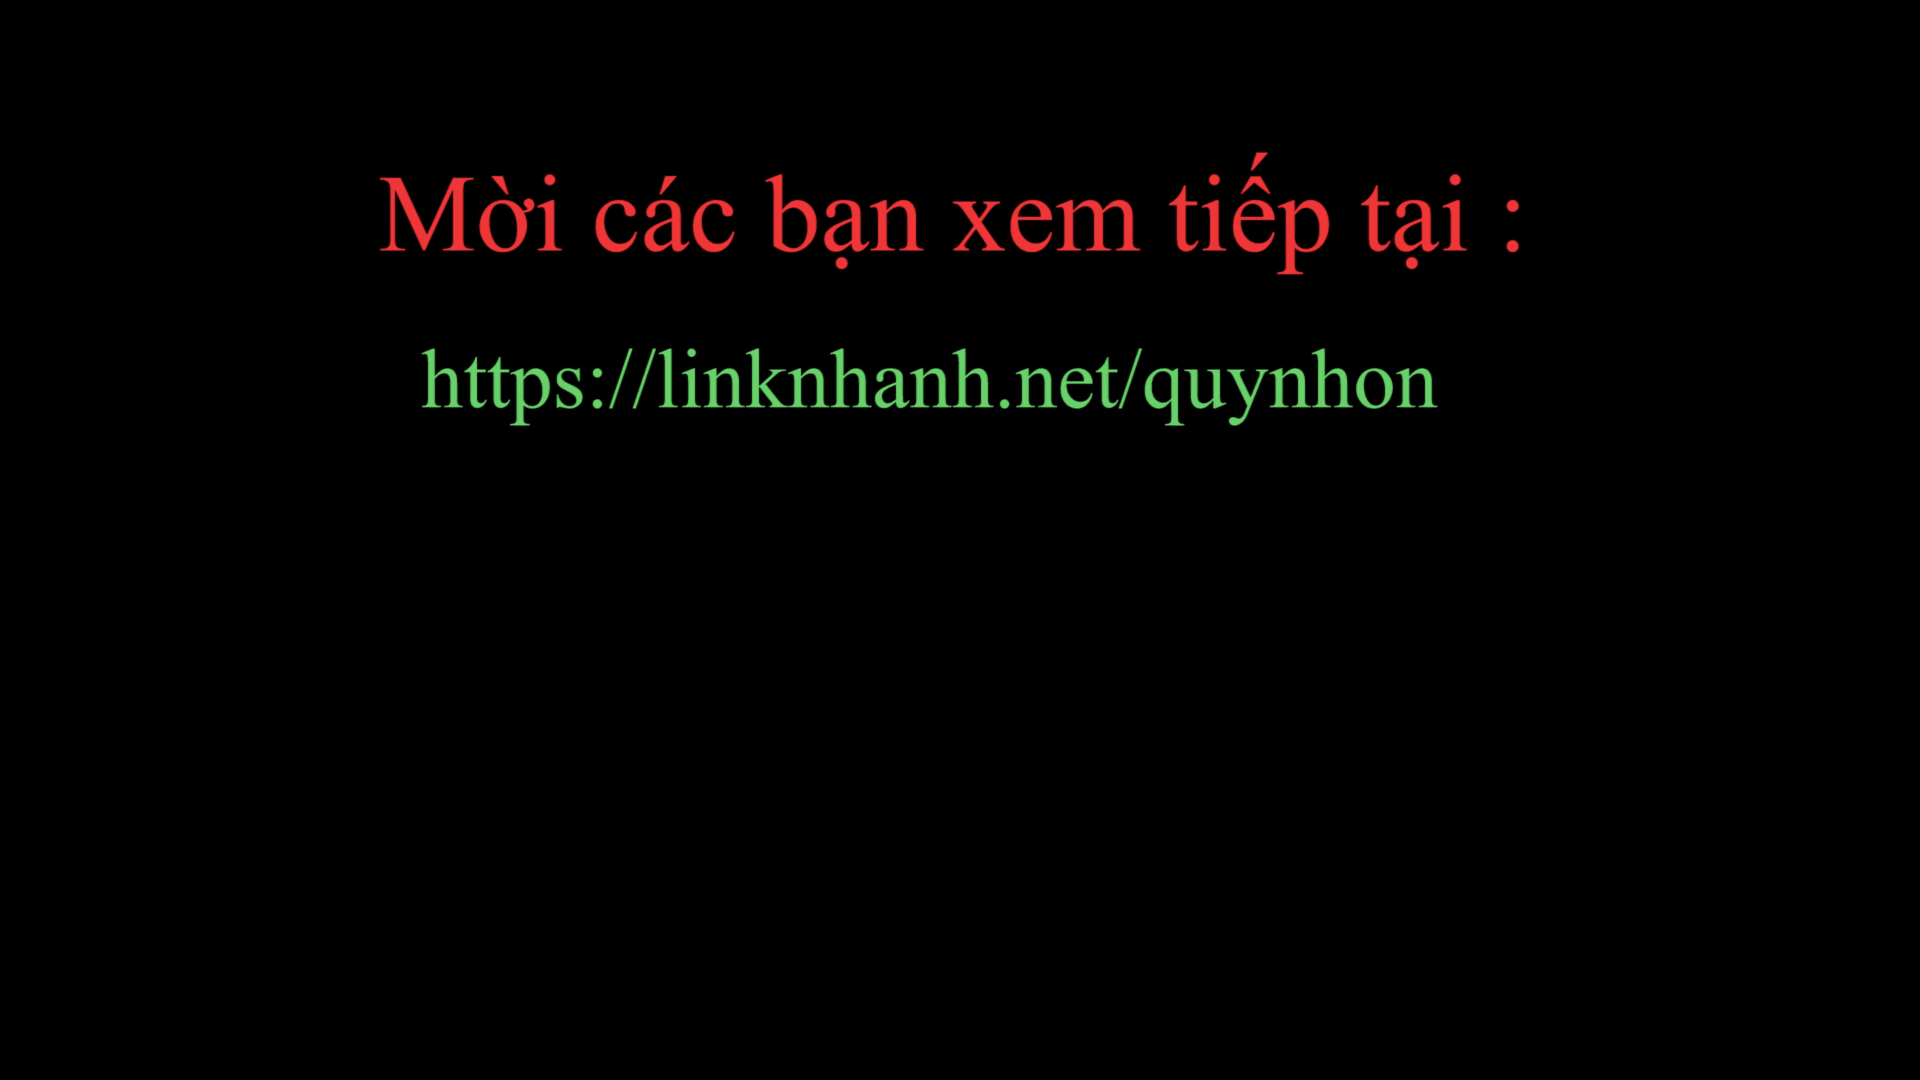 Mời các bạn xem tiếp tại :
https://linknhanh.net/quynhon